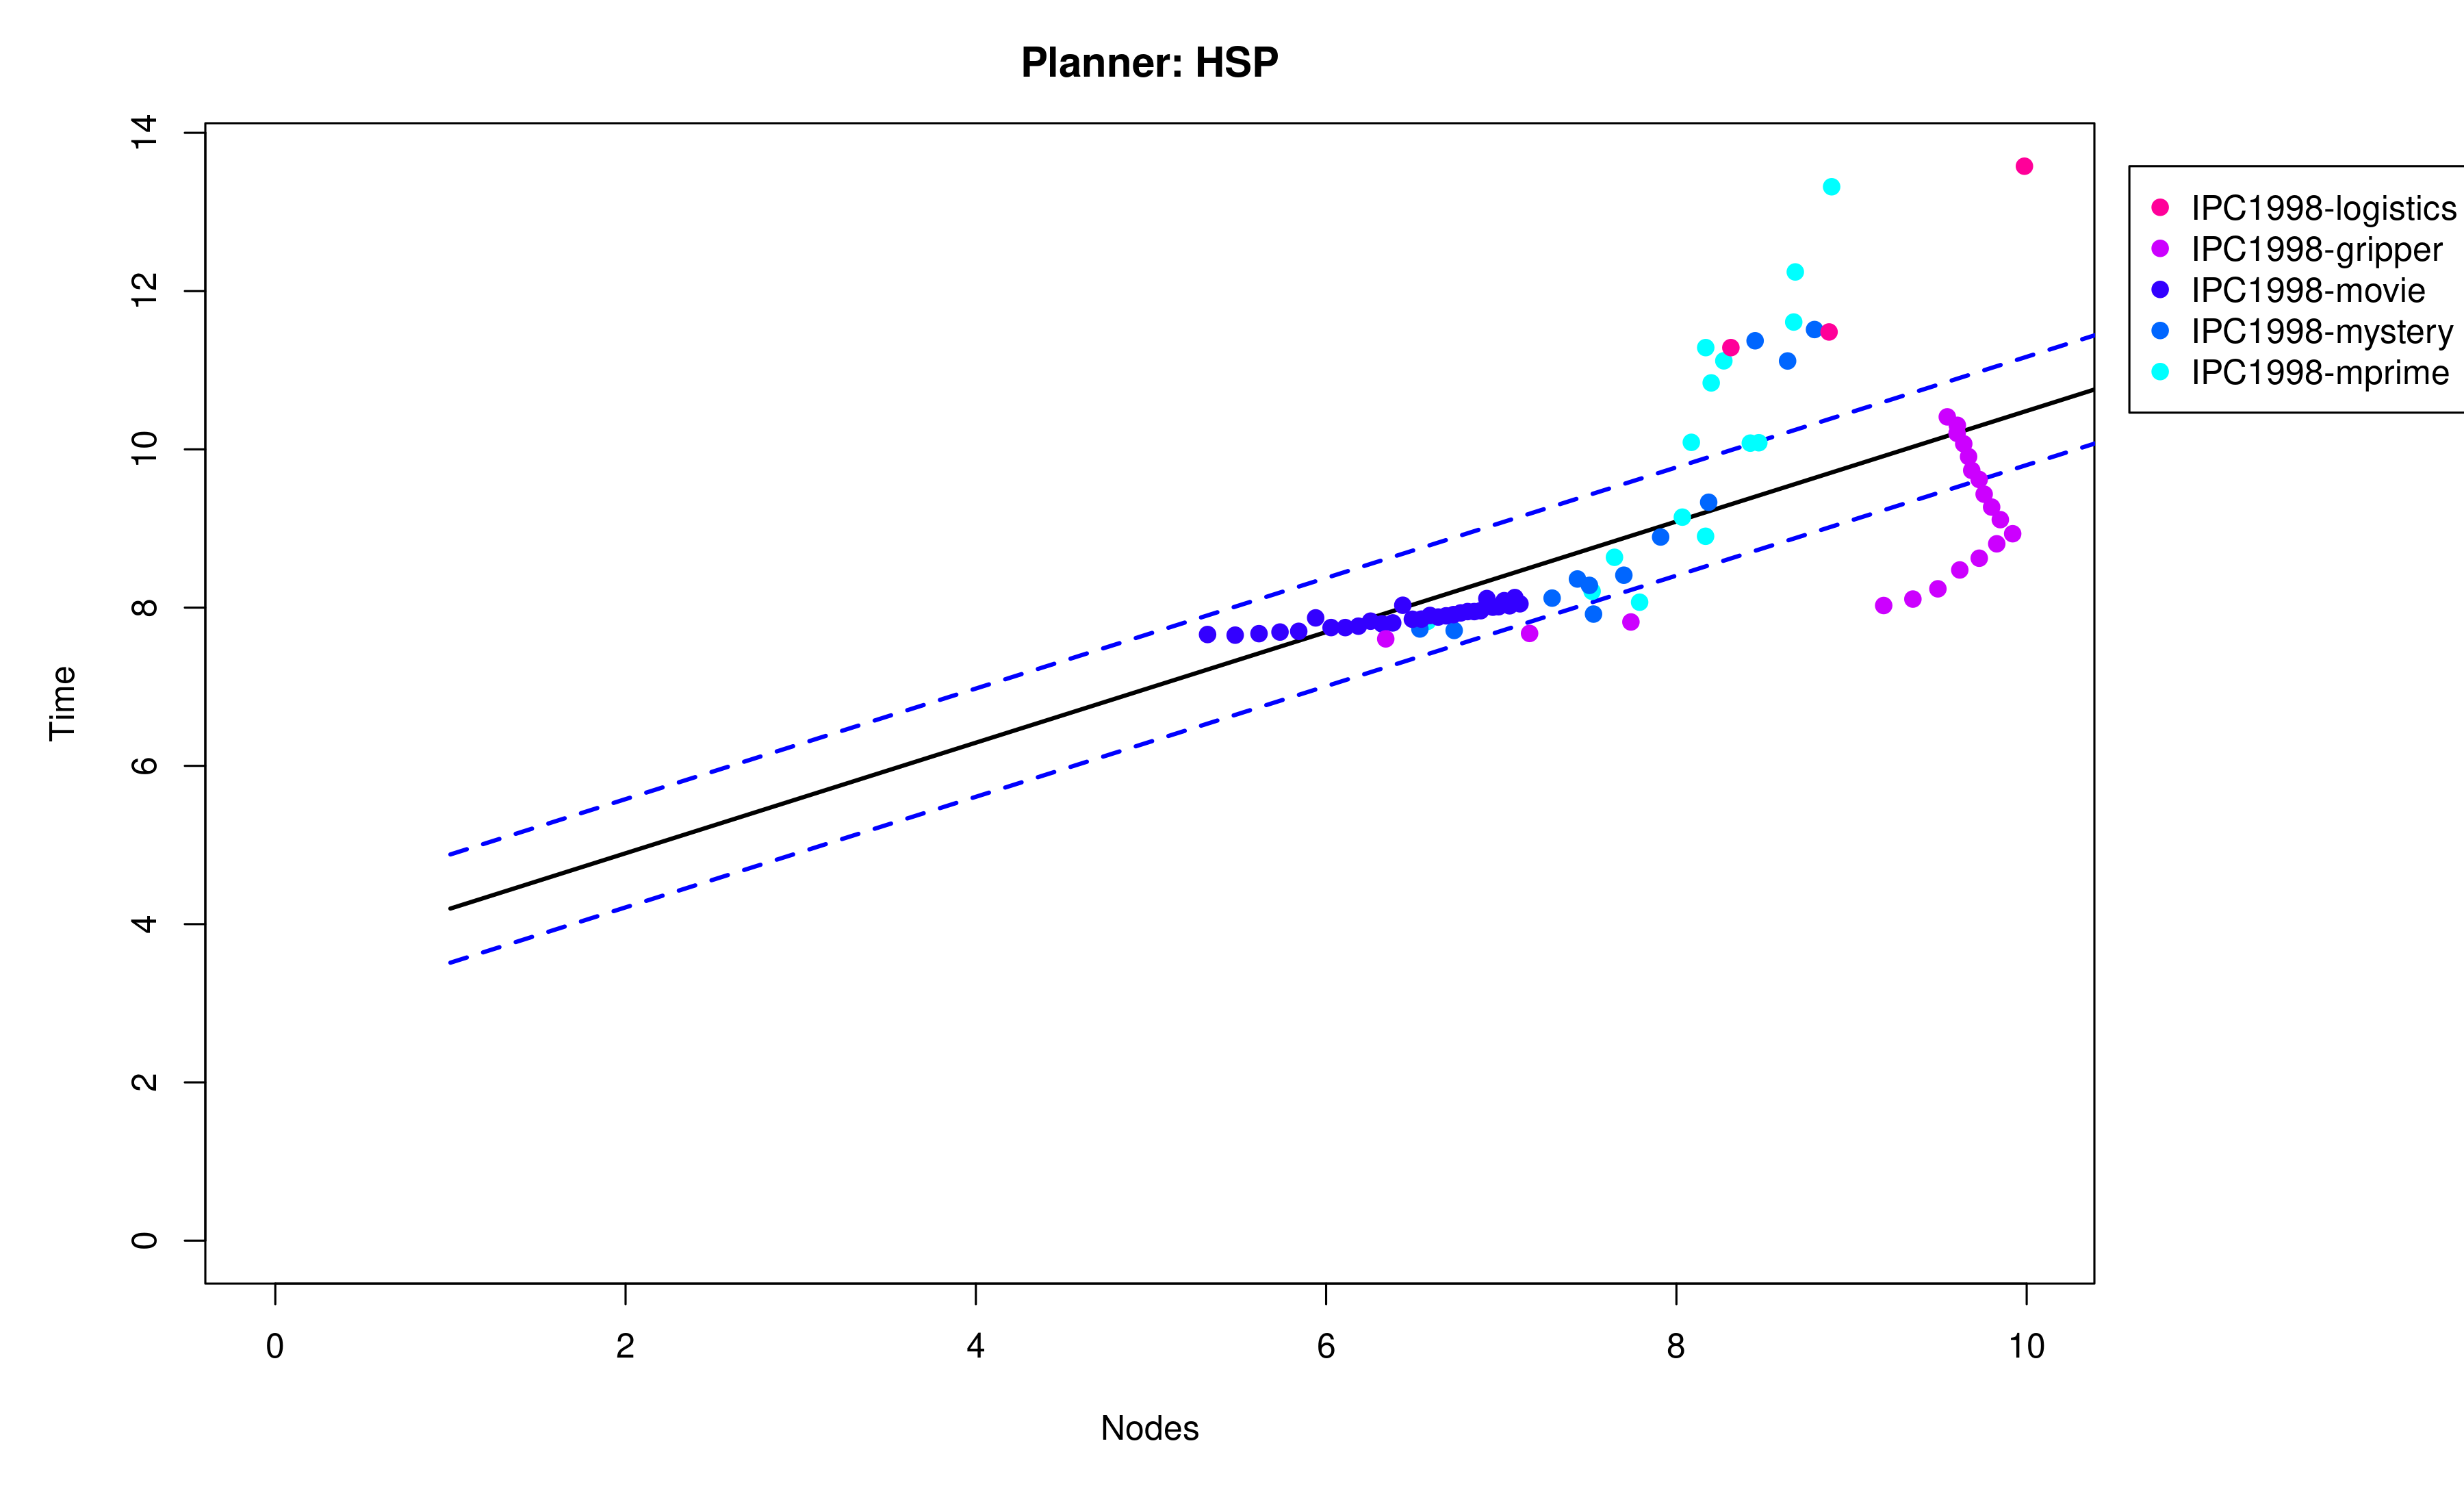 Planner: HSP
14
12
10
8
6
4
2
0
Time
0 2 4 6 8 10
Nodes
IPC1998-logistics
IPC1998-gripper
IPC1998-movie
IPC1998-mystery
IPC1998-mprime